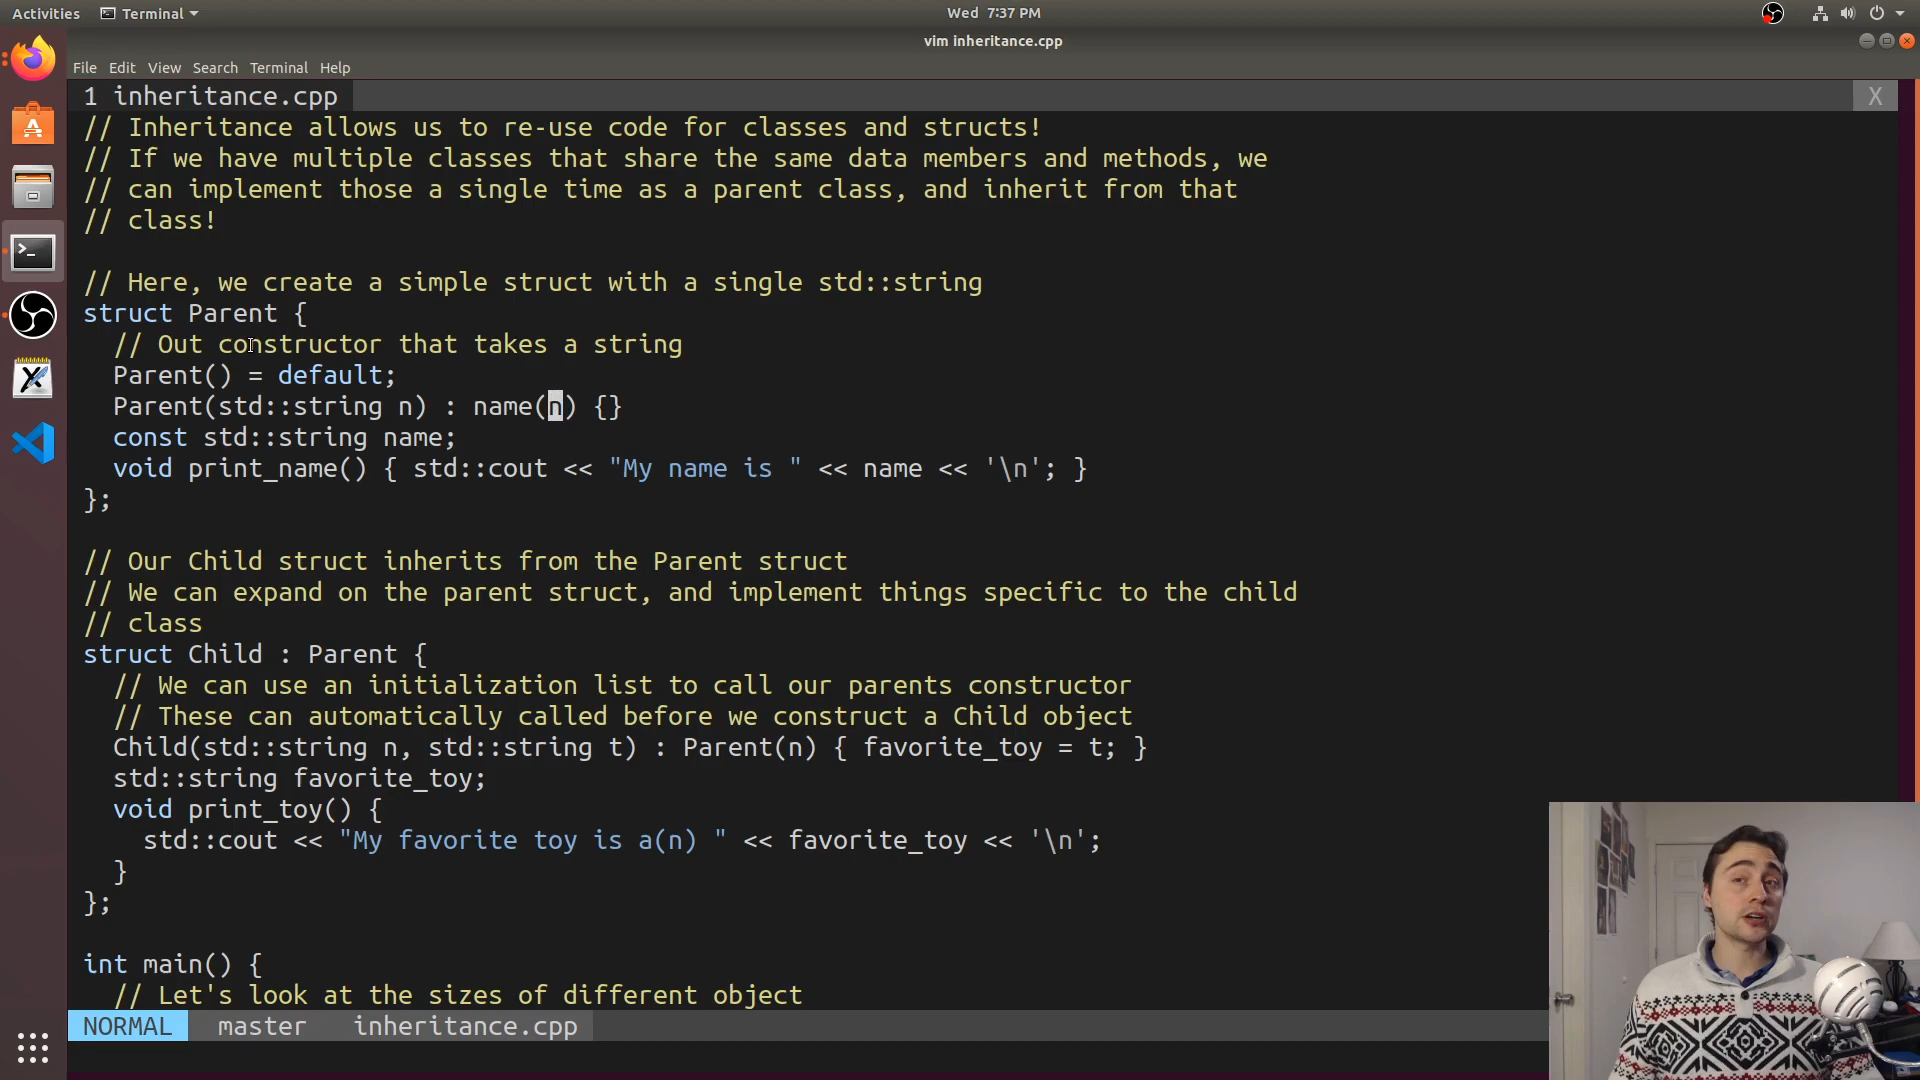 Activities
Terminal
Wed 7:37 PM
vim inheritance.cpp
File Edit View Search Terminal Help
1 inheritance.cpp X
// Inheritance allows us to re-use code for classes and structs!
// If we have multiple classes that share the same data members and methods, we
// can implement those a single time as a parent class, and inherit from that
// class!
// Here, we create a simple struct with a single std::string
struct Parent {
// Out constructor that takes a string
Parent() = default;
Parent(std::string n) : name(n) {}
const std::string name;
void print_name() { std::cout << "My name is " << name << '\n'; }
};
// Our Child struct inherits from the Parent struct
// We can expand on the parent struct, and implement things specific to the child
// class
struct Child : Parent {
// We can use an initialization list to call our parents constructor
// These can automatically called before we construct a Child object
Child(std::string n, std::string t) : Parent(n) { favorite_toy = t; }
std::string favorite_toy;
void print_toy() {
std::cout << "My favorite toy is a(n) " << favorite_toy << '\n';
}
};
int main() {
// Let's look at the sizes of different object
NORMAL master inheritance.cpp